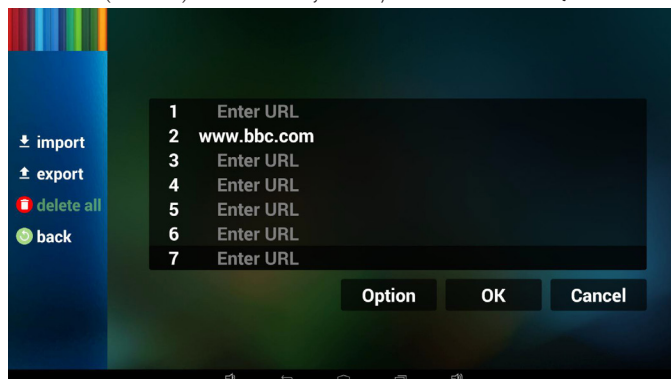 import
export
delete all
back
1 Enter URL
2 www.bbc.com
3 Enter URL
4 Enter URL
5 Enter URL
6 Enter URL
7 Enter URL
Option OK Cancel